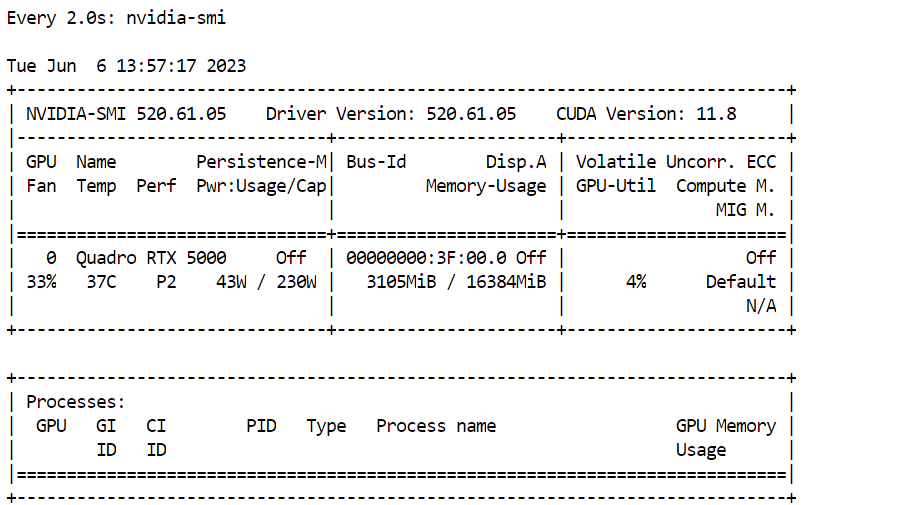 Every 2.0s: nvidia-smi
Tue Jun  6 13:57:17 2023
+-----------------------------------------------------------------------------+
| NVIDIA-SMI 520.61.05    Driver Version: 520.61.05    CUDA Version: 11.8     |
|-------------------------------+----------------------+----------------------+
| GPU  Name        Persistence-M| Bus-Id        Disp.A | Volatile Uncorr. ECC |
| Fan  Temp  Perf  Pwr:Usage/Cap|         Memory-Usage | GPU-Util  Compute M. |
|                               |                      |               MIG M. |
|===============================+======================+======================|
|   0  Quadro RTX 5000     Off  | 00000000:3F:00.0 Off |                  Off |
| 33%   37C    P2    43W / 230W |   3105MiB / 16384MiB |      4%      Default |
|                               |                      |                  N/A |
+-------------------------------+----------------------+----------------------+
+-----------------------------------------------------------------------------+
| Processes:                                                                  |
|  GPU   GI   CI        PID   Type   Process name                  GPU Memory |
|        ID   ID                                                   Usage      |
|=============================================================================|
+-----------------------------------------------------------------------------+